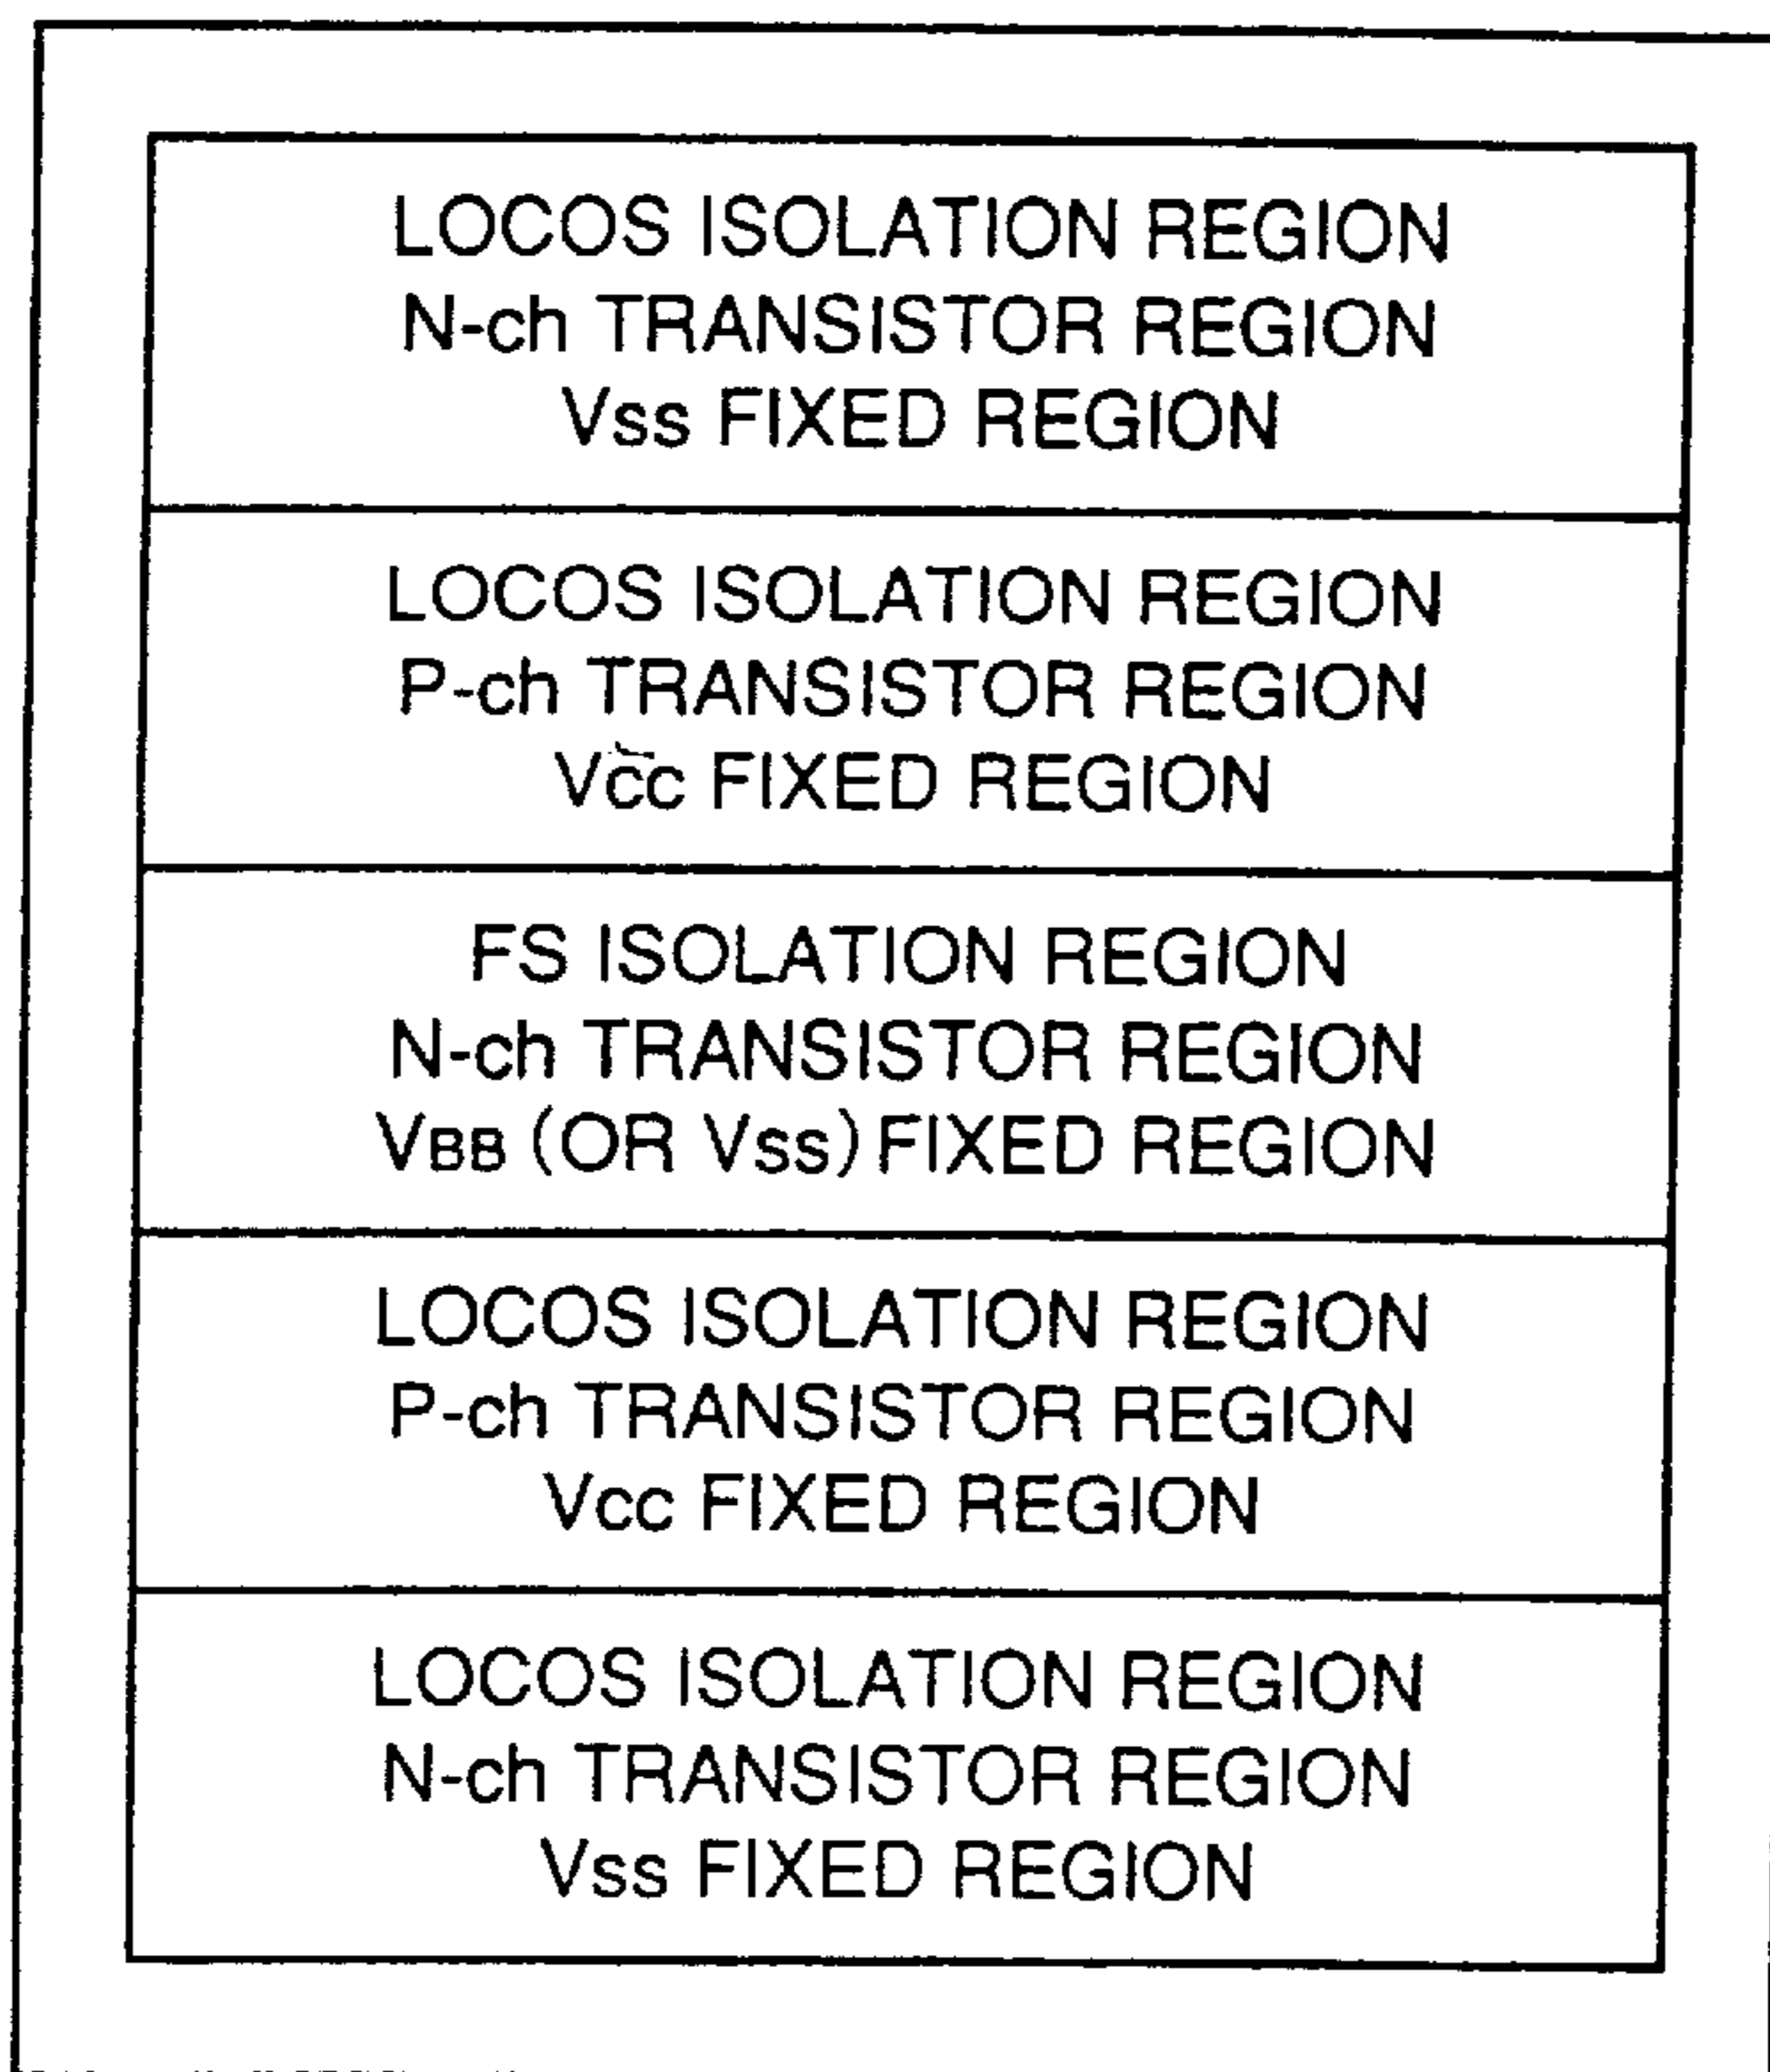 LOCOS ISOLATION REGION
N-ch TRANSISTOR REGION
Vss FIXED REGION
LOCOS ISOLATION REGION
P-ch TRANSISTOR REGION
Vcc FIXED REGION
FS ISOLATION REGION
N-ch TRANSISTOR REGION
VBB (OR Vss) FIXED REGION
LOCOS ISOLATION REGION
P-ch TRANSISTOR REGION
Vcc FIXED REGION
LOCOS ISOLATION REGION
N-ch TRANSISTOR REGION
Vss FIXED REGION